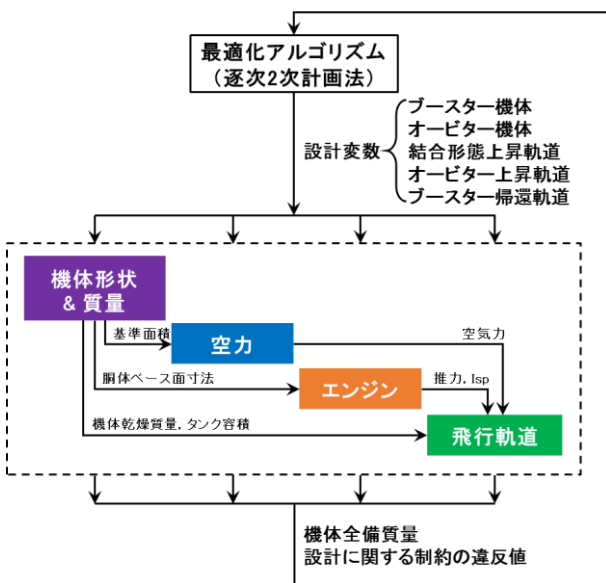 最適化アルゴリズム
(逐次2次計画法)
設計変数
ブースター機体
オービター機体
結合形態上昇軌道
オービター上昇軌道
ブースター帰還軌道
機体形状
& 質量
基準面積
空力
空気力
胴体ベース面寸法
エンジン
推力, Isp
機体乾燥質量, タンク容積
飛行軌道
機体全備質量
設計に関する制約の違反値